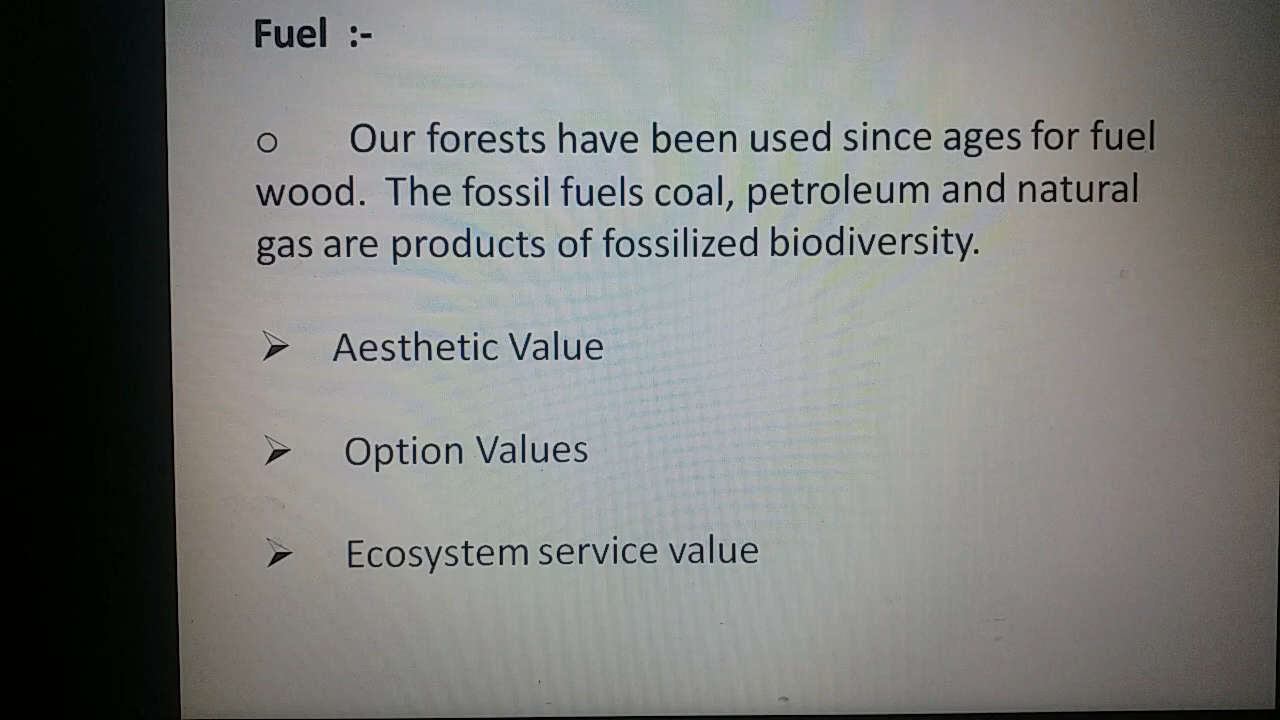 Fuel :-
○ Our forests have been used since ages for fuel
wood. The fossil fuels coal, petroleum and natural
gas are products of fossilized biodiversity.
➢ Aesthetic Value
➢ Option Values
➢ Ecosystem service value